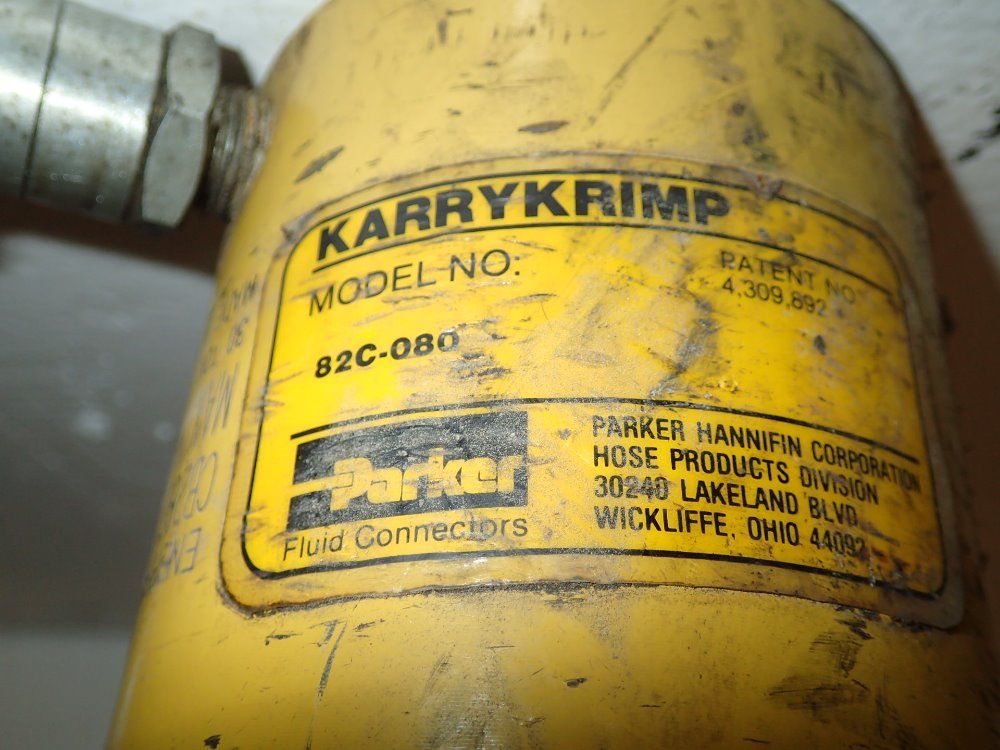 KARRYKRIMP
MODEL NO:
PATENT NO.
4,309,892
82C-080
Parker
Fluid Connectors
PARKER HANNIFIN CORPORATION
HOSE PRODUCTS DIVISION
30240 LAKELAND BLVD.
WICKLIFFE, OHIO 44092